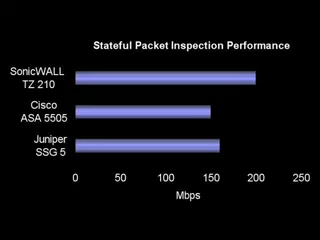 Stateful Packet Inspection Performance
SonicWALL
TZ 210
Cisco
ASA 5505
Juniper
SSG 5
0 50 100 150 200 250
Mbps